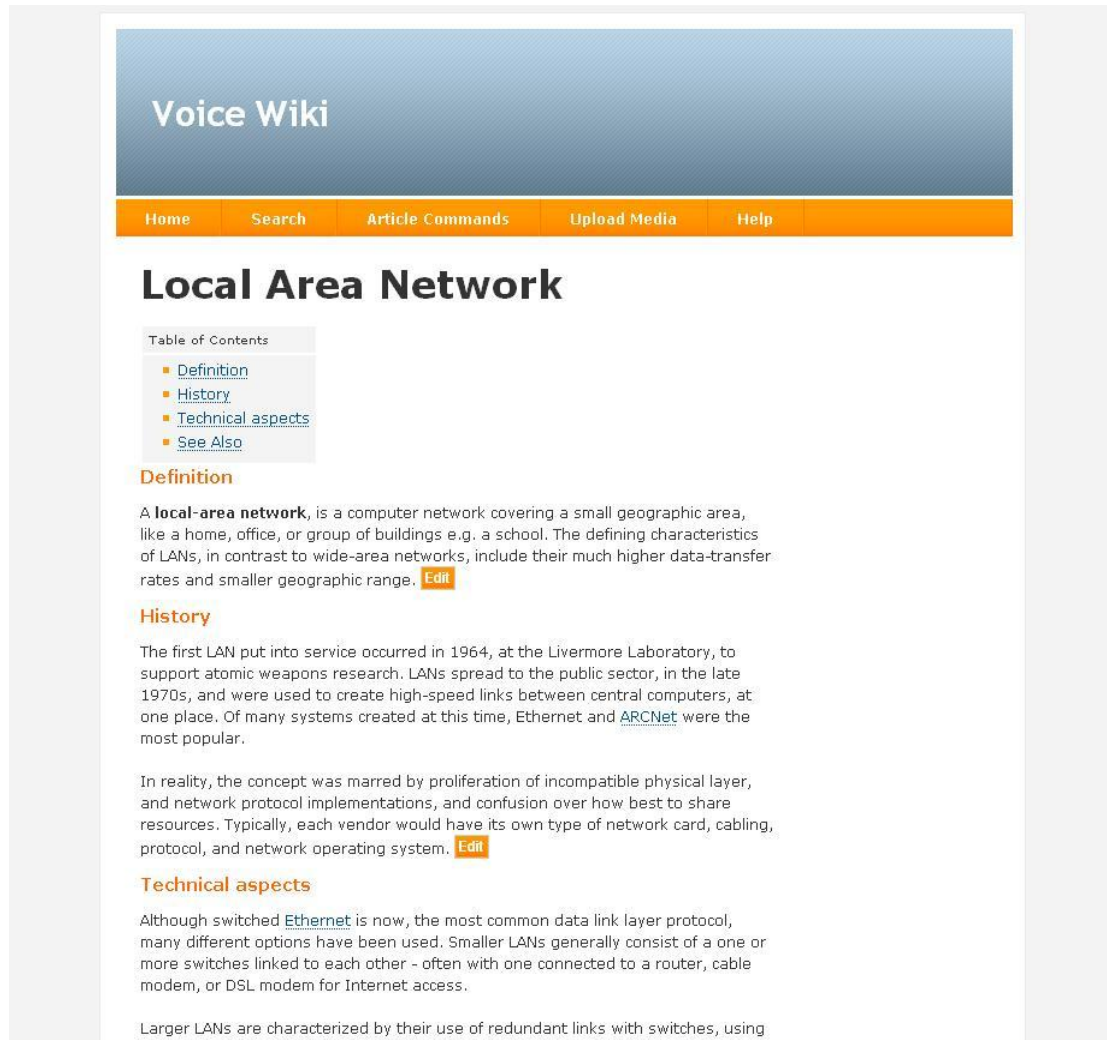 Voice Wiki
Home Search Article Commands Upload Media Help
Local Area Network
Table of Contents
Definition
History
Technical aspects
See Also
Definition
A local-area network, is a computer network covering a small geographic area,
like a home, office, or group of buildings e.g. a school. The defining characteristics
of LANs, in contrast to wide-area networks, include their much higher data-transfer
rates and smaller geographic range. Edit
History
The first LAN put into service occurred in 1964, at the Livermore Laboratory, to
support atomic weapons research. LANs spread to the public sector, in the late
1970s, and were used to create high-speed links between central computers, at
one place. Of many systems created at this time, Ethernet and ARCNet were the
most popular.
In reality, the concept was marred by proliferation of incompatible physical layer,
and network protocol implementations, and confusion over how best to share
resources. Typically, each vendor would have its own type of network card, cabling,
protocol, and network operating system. Edit
Technical aspects
Although switched Ethernet is now, the most common data link layer protocol,
many different options have been used. Smaller LANs generally consist of a one or
more switches linked to each other - often with one connected to a router, cable
modem, or DSL modem for Internet access.
Larger LANs are characterized by their use of redundant links with switches, using